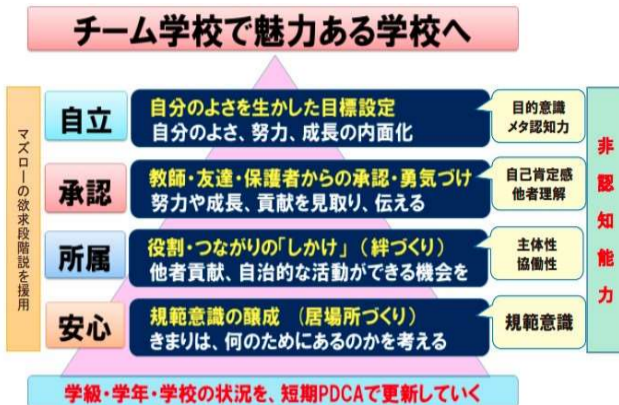 チーム学校で魅力ある学校へ
マズローの欲求段階説を援用
自立
自分のよさを生かした目標設定
自分のよさ、努力、成長の内面化
目的意識
メタ認知力
承認
教師・友達・保護者からの承認・勇気づけ
努力や成長、貢献を見取り、伝える
自己肯定感
他者理解
所属
役割・つながりの「しかけ」（絆づくり）
他者貢献、自治的な活動ができる機会を
主体性
協働性
安心
規範意識の醸成　（居場所づくり）
きまりは、何のためにあるのかを考える
規範意識
非認知能力
学級・学年・学校の状況を、短期PDCAで更新していく